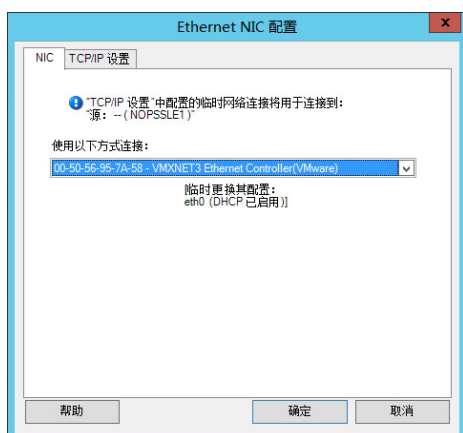 Ethernet NIC 配置
x
NIC TCP/IP 设置
"TCP/IP 设置"中配置的临时网络连接将用于连接到：
"源： -- ( NOPSSLE1)"
使用以下方式连接：
00-50-56-95-7A-58 - VMXNET3 Ethernet Controller(VMware)
[临时更换其配置：
eth0 (DHCP 已启用)]
帮助 确定 取消